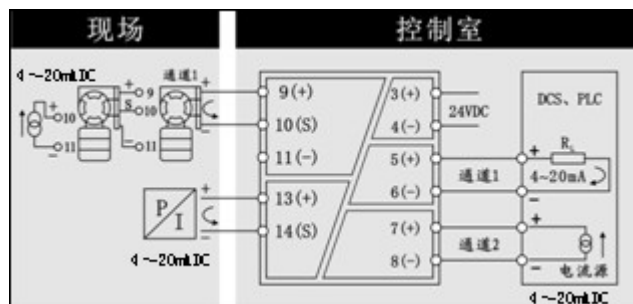 现场
控制室
4~20mADC
通道1
+
9
S
10
−
11
+
10
−
11
+
−
9(+)
10(S)
11(-)
13(+)
14(S)
3(+)
4(-)
5(+)
6(-)
7(+)
8(-)
24VDC
通道1
通道2
DCS、PLC
+
RL
4~20mA
−
+
−
电流源
4~20mADC
P
I
+
−
4~20mADC